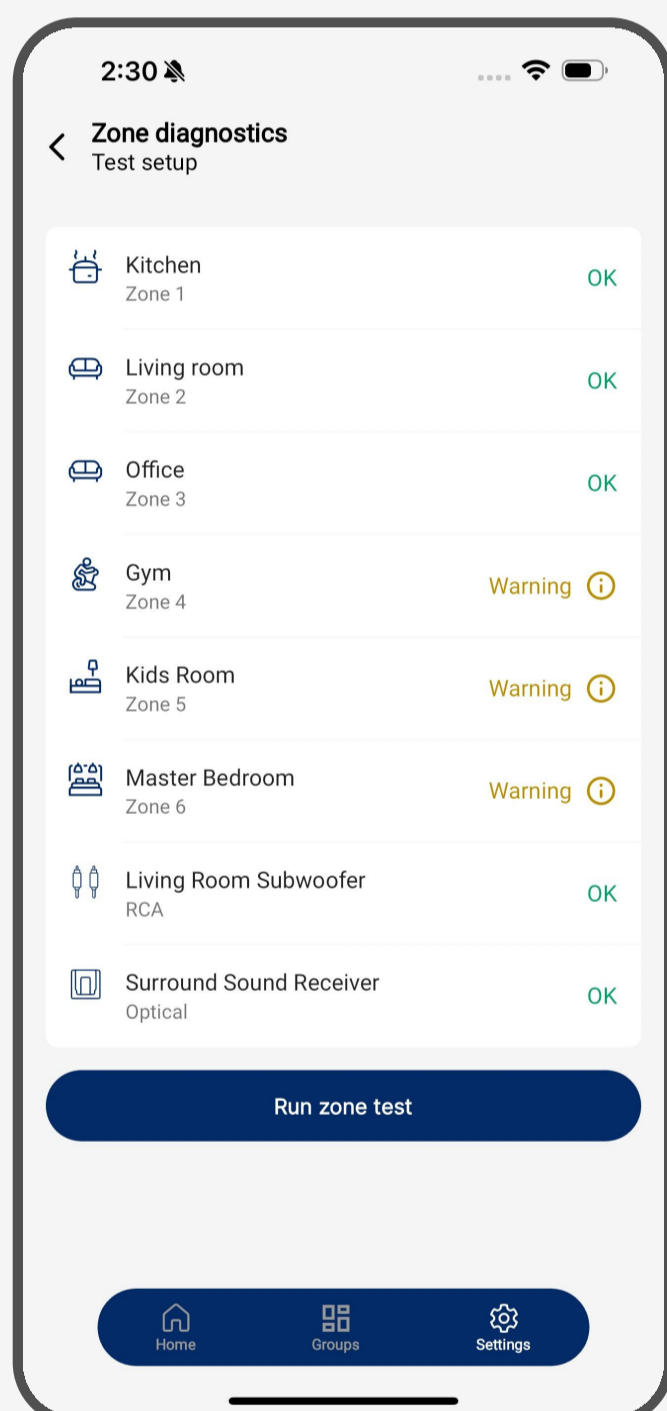 2:30
Zone diagnostics
Test setup
Kitchen
Zone 1
OK
Living room
Zone 2
OK
Office
Zone 3
OK
Gym
Zone 4
Warning
Kids Room
Zone 5
Warning
Master Bedroom
Zone 6
Warning
Living Room Subwoofer
RCA
OK
Surround Sound Receiver
Optical
OK
Run zone test
Home
Groups
Settings